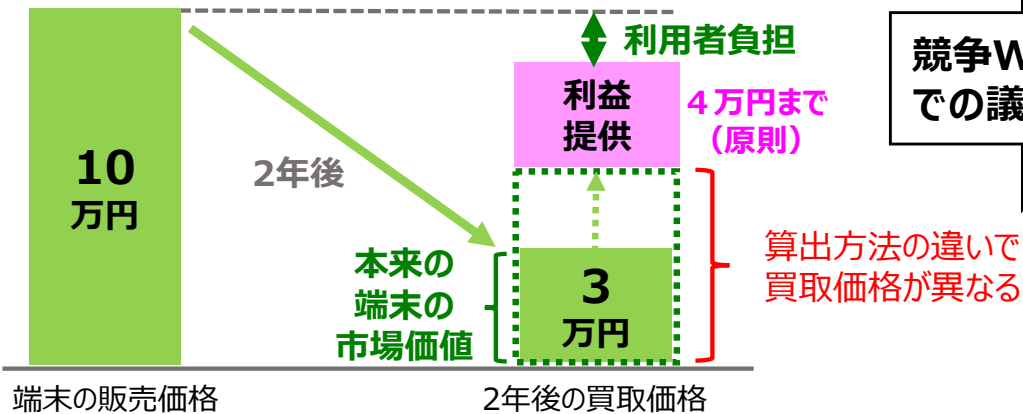 利用者負担
競争W
での議
利益
提供
４万円まで
（原則）
10
万円
2年後
本来の
端末の
市場価値
3
万円
算出方法の違いで
買取価格が異なる
端末の販売価格
2年後の買取価格